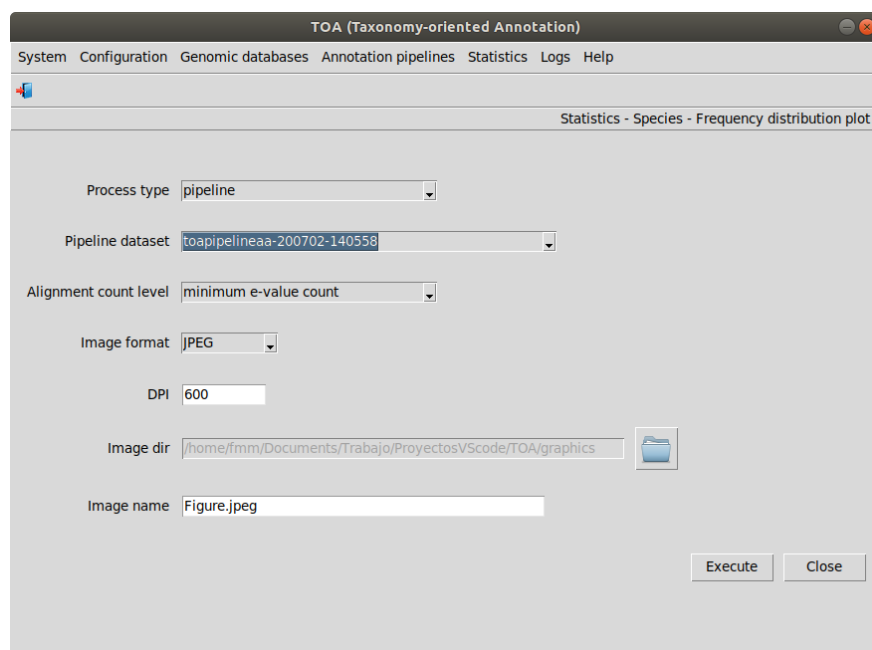 TOA (Taxonomy-oriented Annotation)
System Configuration Genomic databases Annotation pipelines Statistics Logs Help
Statistics - Species - Frequency distribution plot
Process type pipeline
Pipeline dataset toapipelineaa-200702-140558
Alignment count level minimum e-value count
Image format JPEG
DPI 600
Image dir /home/fmm/Documents/Trabajo/ProyectosVScode/TOA/graphics
Image name Figure.jpeg
Execute Close